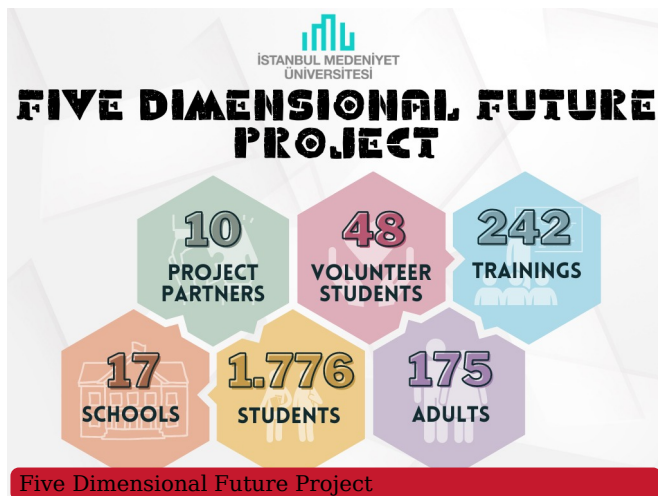 İSTANBUL MEDENİYET
ÜNİVERSİTESİ
FIVE DIMENSIONAL FUTURE
PROJECT
10
PROJECT
PARTNERS
48
VOLUNTEER
STUDENTS
242
TRAININGS
17
SCHOOLS
1.776
STUDENTS
175
ADULTS
Five Dimensional Future Project